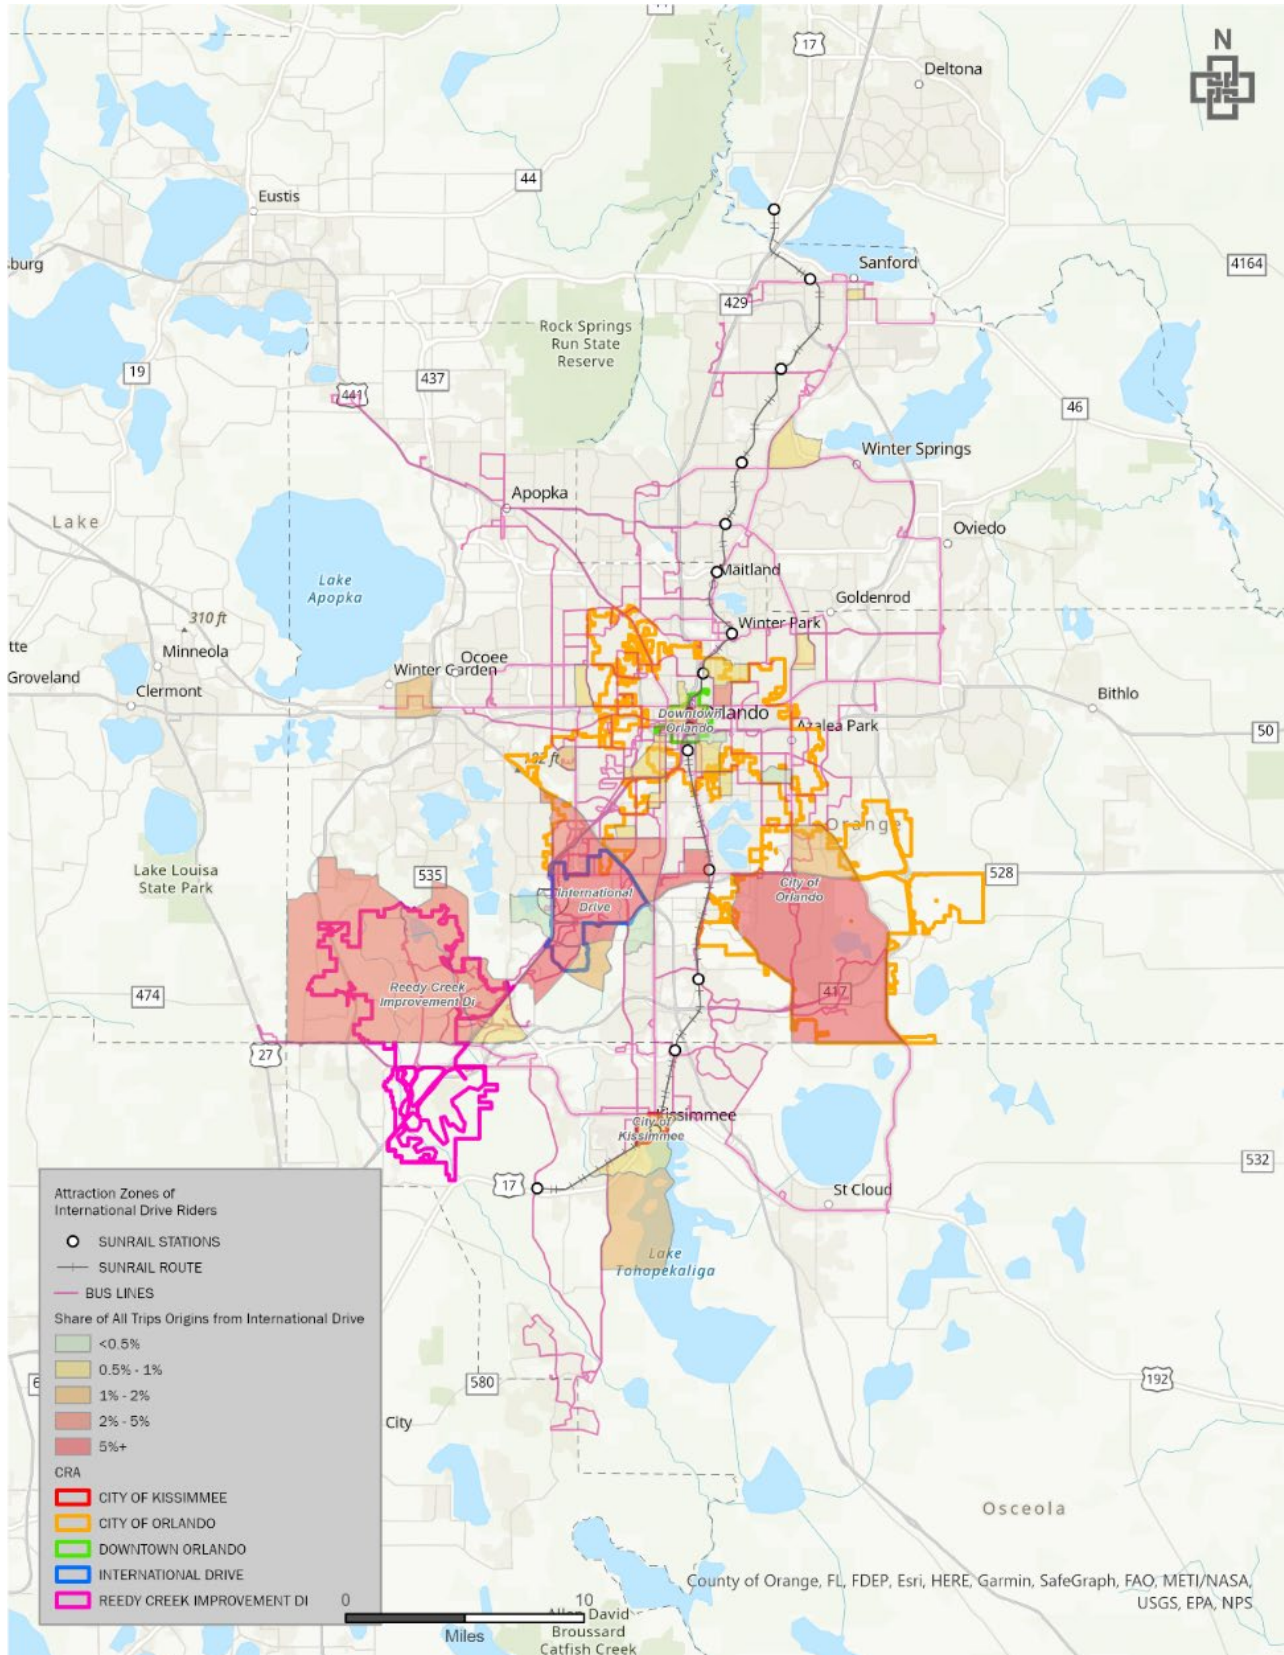 17
Deltona
N
Eustis
44
sburg
Sanford
4164
429
Rock Springs
Run State
Reserve
19
437
441
46
Winter Springs
Apopka
Lake
Oviedo
Maitland
Lake
Apopka
Goldenrod
310 ft
Winter Park
tte
Minneola
Ocoee
Winter Garden
Groveland
Clermont
Bithlo
Downtown
Orlando
Orlando
Azalea Park
50
92 ft
Orange
Lake Louisa
State Park
535
528
International
Drive
City of
Orlando
Reedy Creek
Improvement Di
474
417
27
Kissimmee
City of
Kissimmee
532
17
St Cloud
Lake
Tohopekaliga
580
192
City
Osceola
Attraction Zones of
International Drive Riders
SUNRAIL STATIONS
SUNRAIL ROUTE
BUS LINES
Share of All Trips Origins from International Drive
<0.5%
0.5% - 1%
1% - 2%
2% - 5%
5%+
CRA
CITY OF KISSIMMEE
CITY OF ORLANDO
DOWNTOWN ORLANDO
INTERNATIONAL DRIVE
REEDY CREEK IMPROVEMENT DI
0 10
Miles
Allen David
Broussard
Catfish Creek
County of Orange, FL, FDEP, Esri, HERE, Garmin, SafeGraph, FAO, METI/NASA,
USGS, EPA, NPS